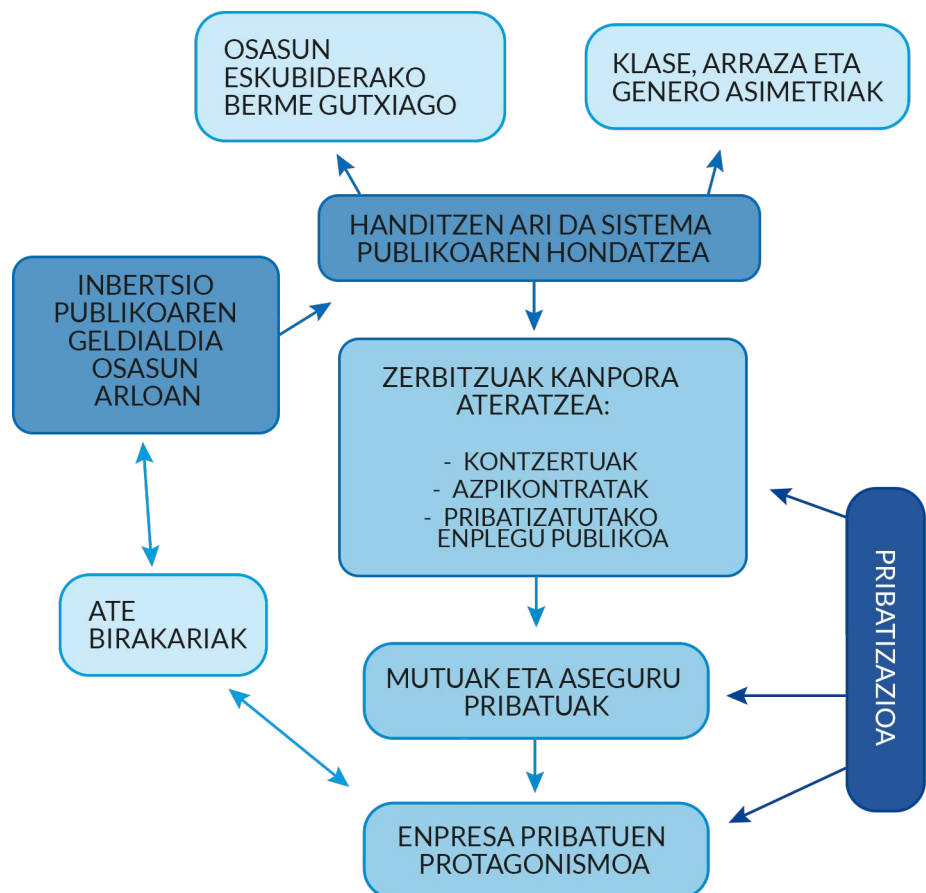 OSASUN
ESKUBIDERAKO
BERME GUTXIAGO
KLASE, ARRAZA ETA
GENERO ASIMETRIAK
HANDITZEN ARI DA SISTEMA
PUBLIKOAREN HONDATZEA
INBERTSIO
PUBLIKOAREN
GELDIALDIA
OSASUN
ARLOAN
ZERBITZUAK KANPORA
ATERATZEA:
- KONTZERTUAK
- AZPIKONTRATAK
- PRIBATIZATUTAKO
ENPLEGU PUBLIKOA
PRIBATIZAZIOA
ATE
BIRAKARIAK
MUTUAK ETA ASEGURU
PRIBATUAK
ENPRESA PRIBATUEN
PROTAGONISMOA